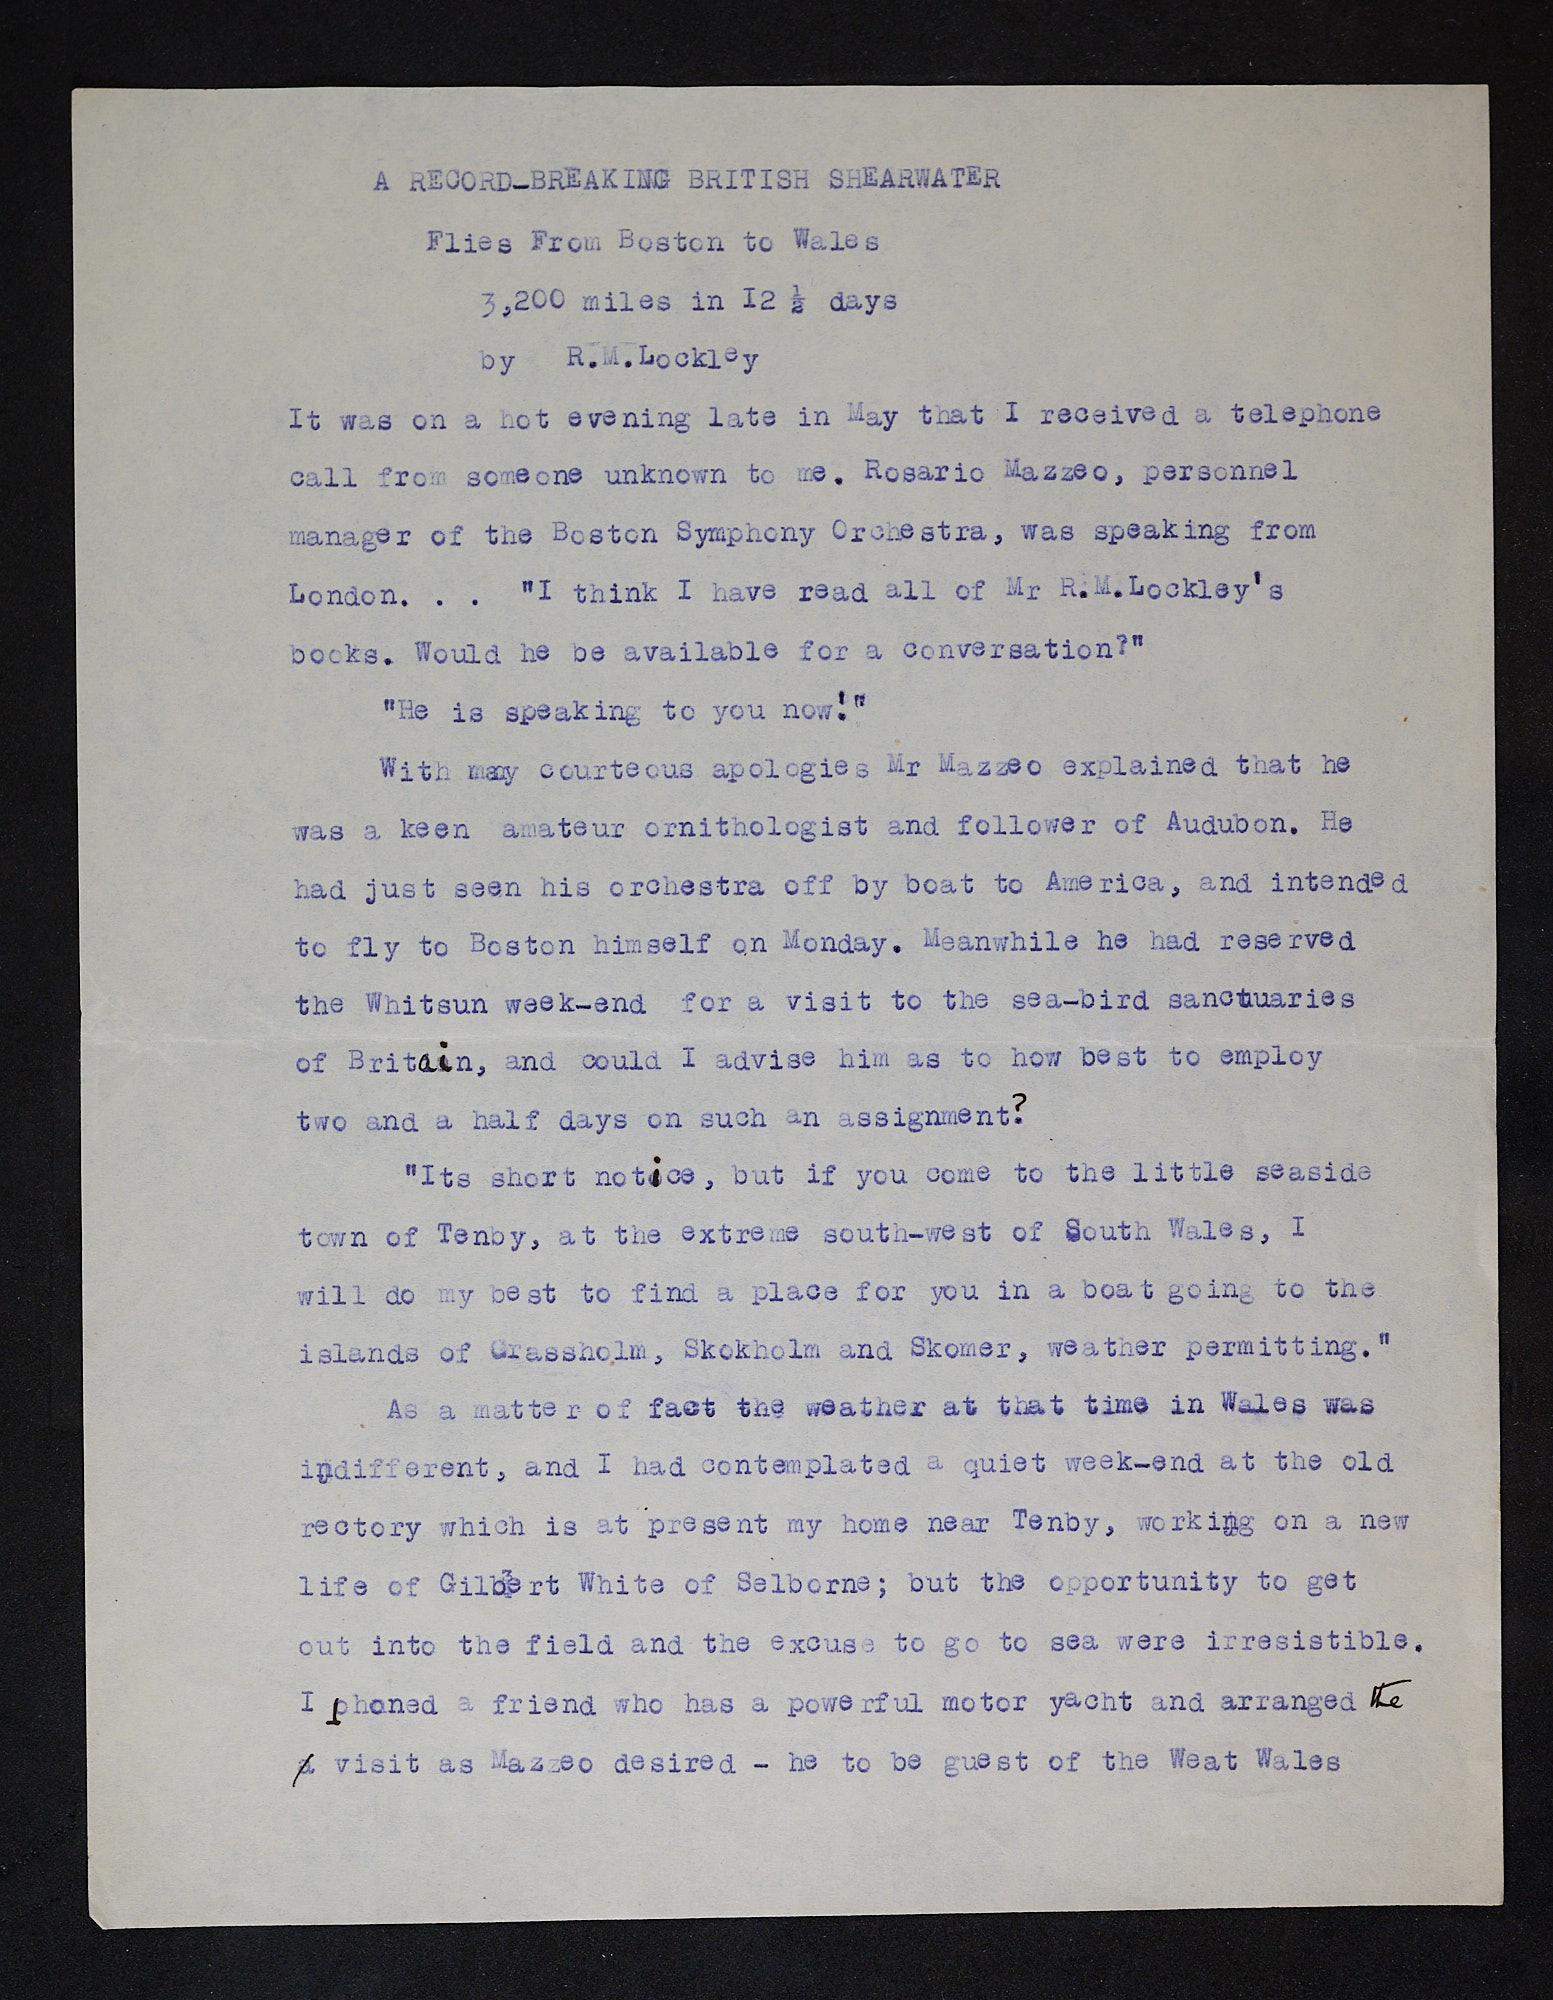 A RECORD-BREAKING BRITISH SHEARWATER
Flies From Boston to Wales
3,200 miles in I2 ½ days
by R.M.Lockley
It was on a hot evening late in May that I received a telephone
call from someone unknown to me. Rosario Mazzeo, personnel
manager of the Boston Symphony Orchestra, was speaking from
London. . . "I think I have read all of Mr R.M.Lockley's
books. Would he be available for a conversation?"
"He is speaking to you now!"
With many courteous apologies Mr Mazzeo explained that he
was a keen amateur ornithologist and follower of Audubon. He
had just seen his orchestra off by boat to America, and intended
to fly to Boston himself on Monday. Meanwhile he had reserved
the Whitsun week-end for a visit to the sea-bird sanctuaries
of Britain, and could I advise him as to how best to employ
two and a half days on such an assignment?
"Its short notice, but if you come to the little seaside
town of Tenby, at the extreme south-west of South Wales, I
will do my best to find a place for you in a boat going to the
islands of Grassholm, Skokholm and Skomer, weather permitting."
As a matter of fact the weather at that time in Wales was
indifferent, and I had contemplated a quiet week-end at the old
rectory which is at present my home near Tenby, working on a new
life of Gilbert White of Selborne; but the opportunity to get
out into the field and the excuse to go to sea were irresistible.
I phoned a friend who has a powerful motor yacht and arranged the
a visit as Mazzeo desired - he to be guest of the Weat Wales